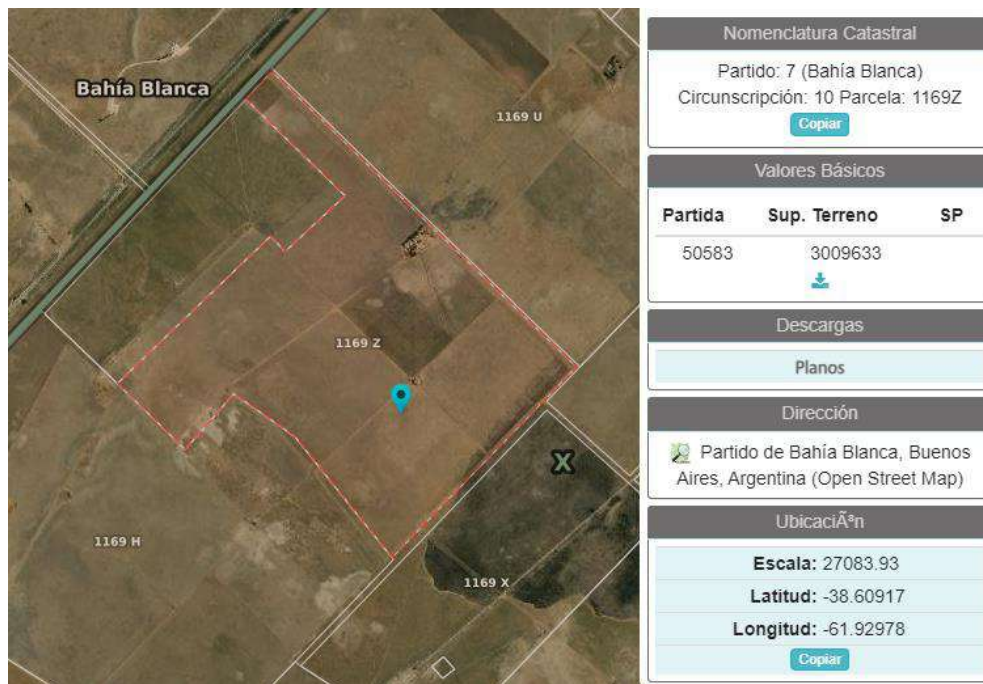 Bahía Blanca
1169 U
1169 Z
X
1169 H
1169 X
Nomenclatura Catastral
Partido: 7 (Bahía Blanca)
Circunscripción: 10 Parcela: 1169Z
Copiar
Valores Básicos
Partida Sup. Terreno SP
50583 3009633
Descargas
Planos
Dirección
Partido de Bahía Blanca, Buenos
Aires, Argentina (Open Street Map)
UbicaciÃªn
Escala: 27083.93
Latitud: -38.60917
Longitud: -61.92978
Copiar